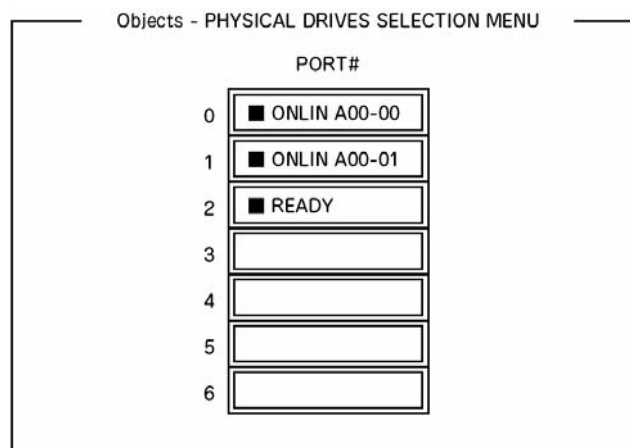 Objects - PHYSICAL DRIVES SELECTION MENU
PORT#
0 ■ ONLIN A00-00
1 ■ ONLIN A00-01
2 ■ READY
3
4
5
6